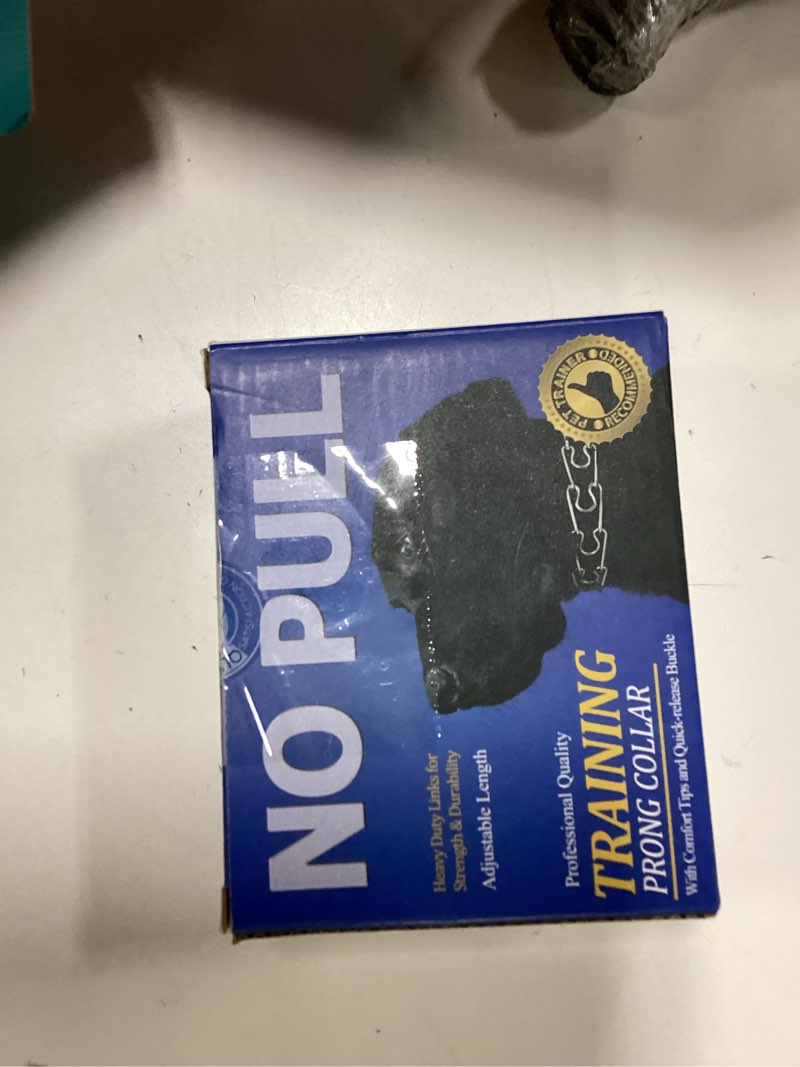 NO PULL
PET TRAINER
RECOMMENDED
Heavy Duty Links for
Strength & Durability
Adjustable Length
Professional Quality
TRAINING
PRONG COLLAR
With Comfort Tips and Quick-release Buckle